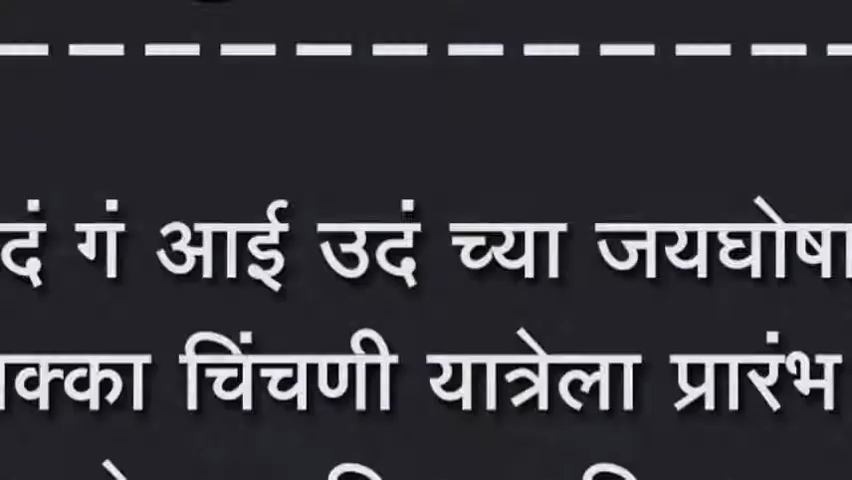 दं गं आई उदं च्या जयघोषा
क्का चिंचणी यात्रेला प्रारंभ